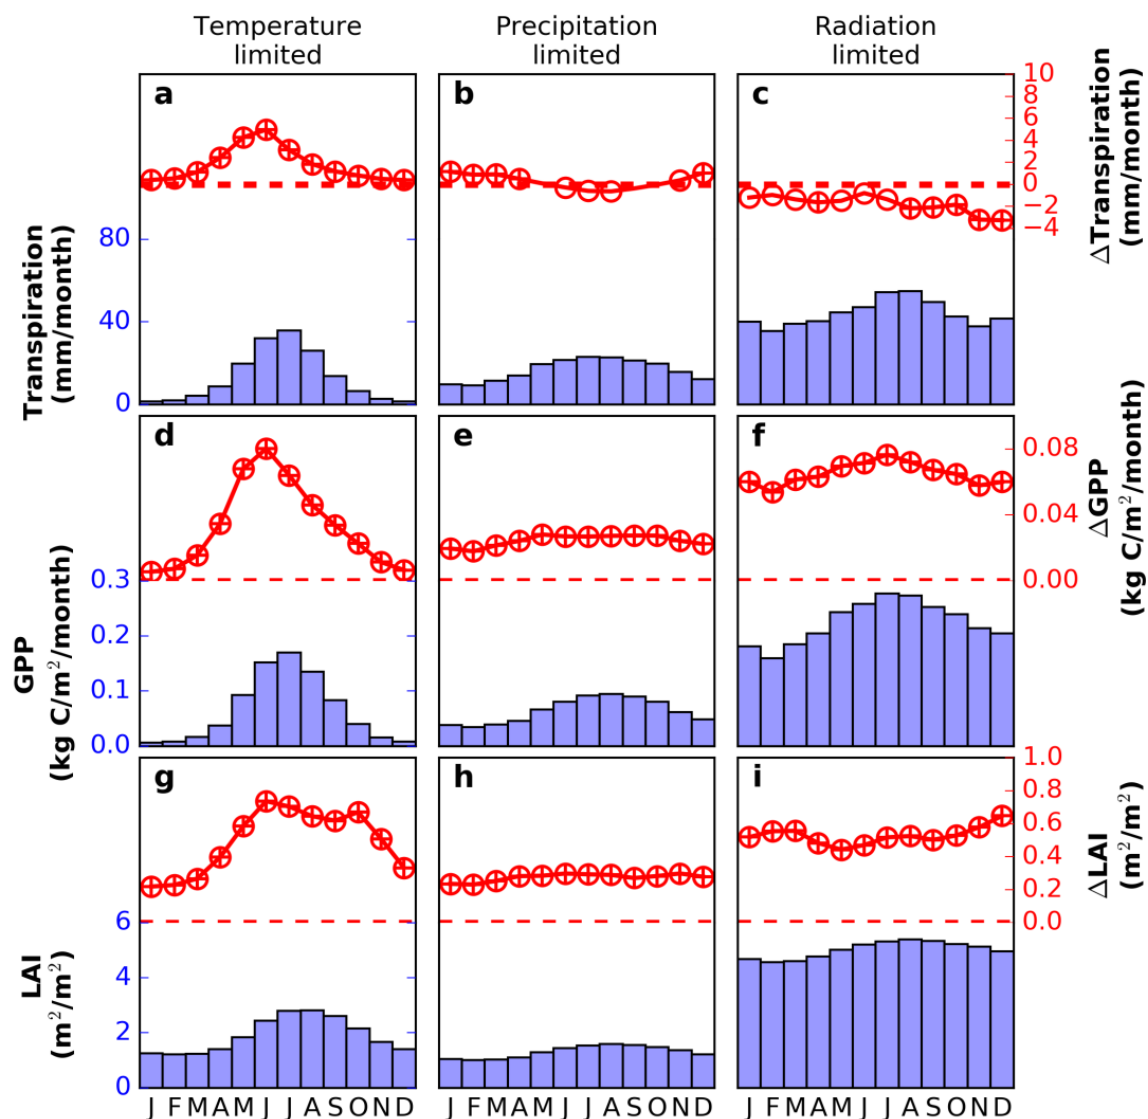 Temperature
limited
Precipitation
limited
Radiation
limited
a
b
c
Transpiration
(mm/month)
80
40
0
10
8
6
4
2
0
−2
−4
ΔTranspiration
(mm/month)
d
e
f
GPP
(kg C/m²/month)
0.3
0.2
0.1
0.0
0.08
0.04
0.00
ΔGPP
(kg C/m²/month)
g
h
i
LAI
(m²/m²)
6
4
2
0
1.0
0.8
0.6
0.4
0.2
0.0
ΔLAI
(m²/m²)
J F M A M J J A S O N D
J F M A M J J A S O N D
J F M A M J J A S O N D